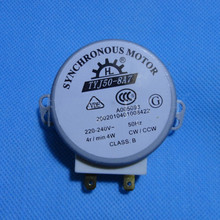 SYNCHRONOUS MOTOR
H
TYJ50-8A7
220-240V~ 50Hz
4r/min 4W CW/CCW
CLASS: B